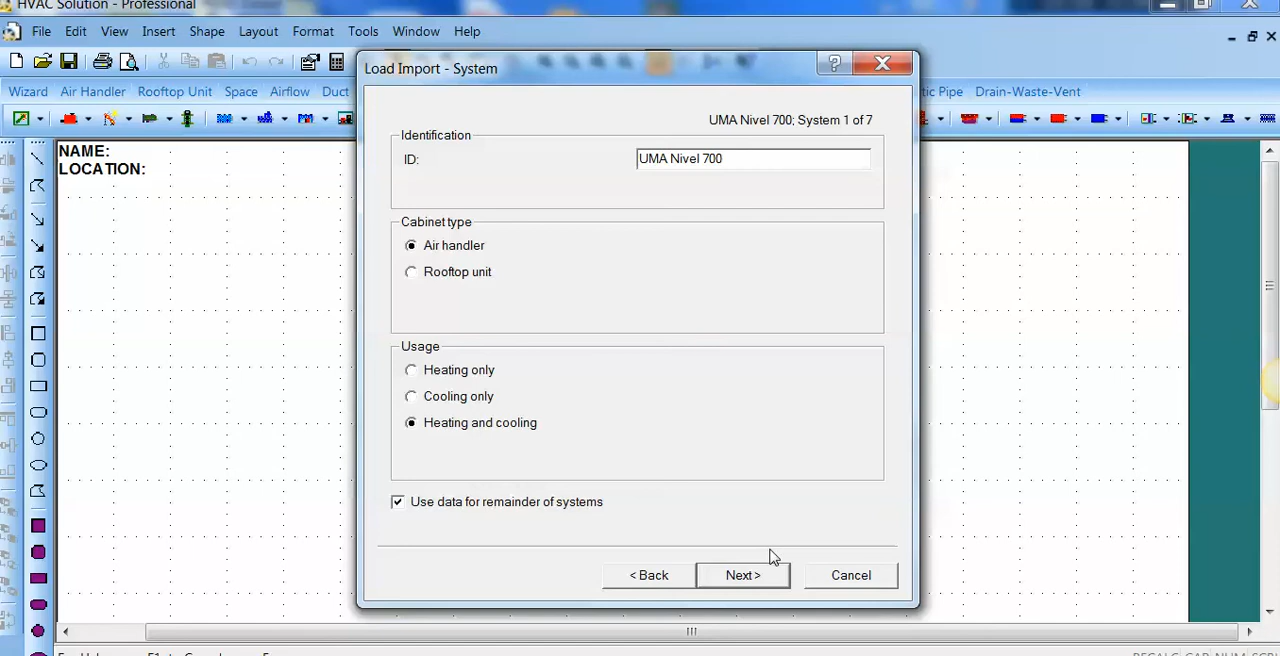 HVAC Solution - Professional
File Edit View Insert Shape Layout Format Tools Window Help
Wizard Air Handler Rooftop Unit Space Airflow Duct Pipe Drain-Waste-Vent
NAME:
LOCATION:
Load Import - System
UMA Nivel 700; System 1 of 7
Identification
ID: UMA Nivel 700
Cabinet type
Air handler
Rooftop unit
Usage
Heating only
Cooling only
Heating and cooling
Use data for remainder of systems
< Back Next > Cancel